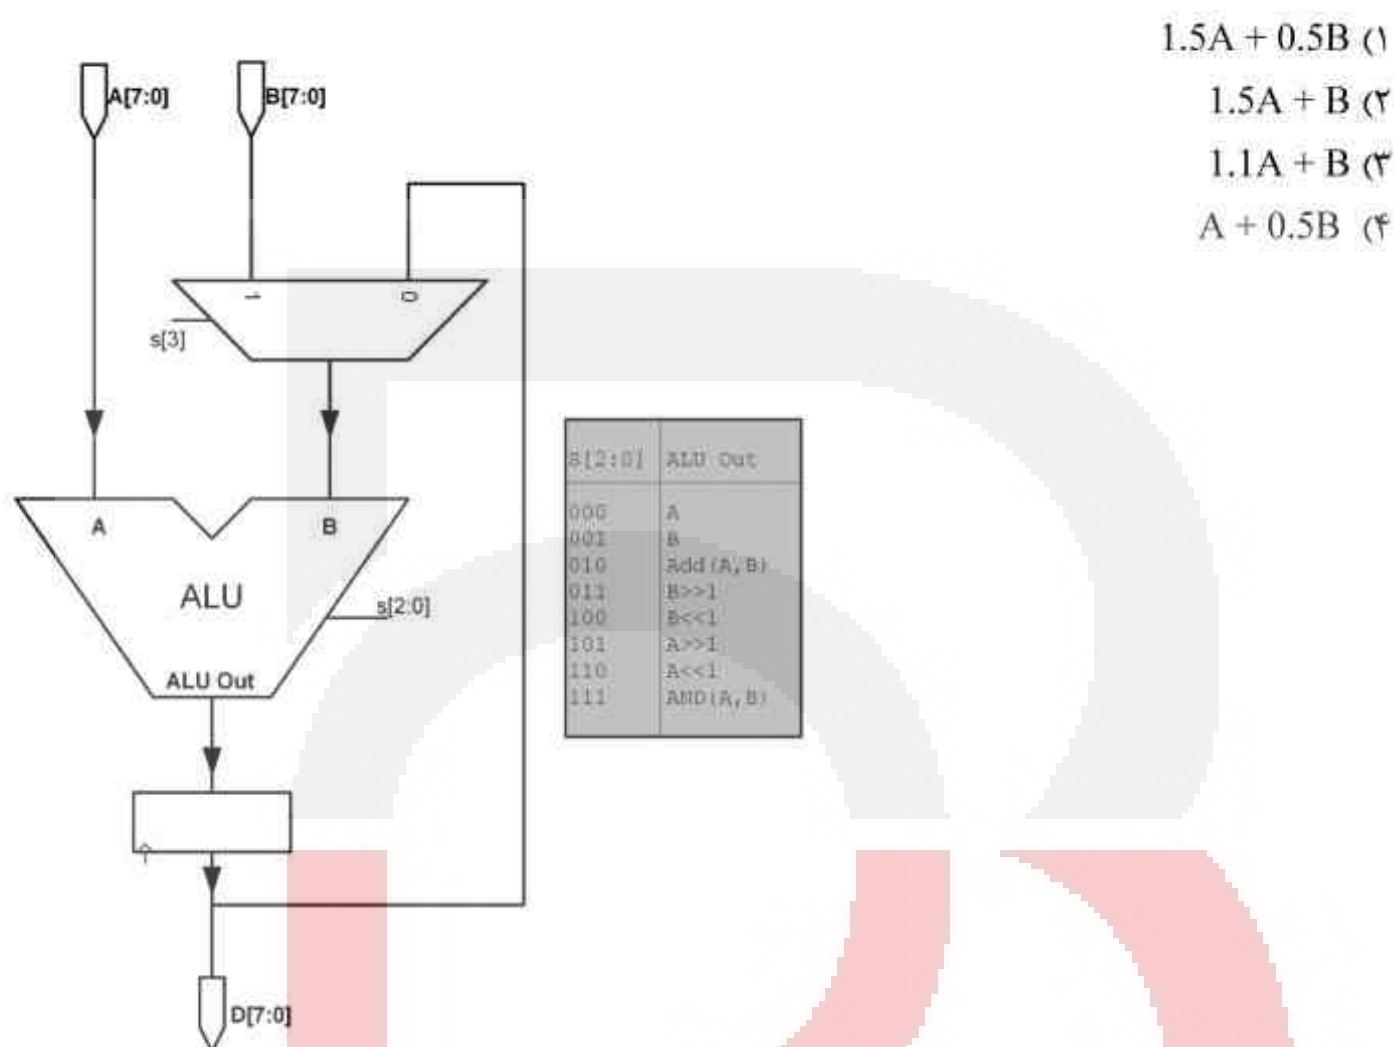 1.5A + 0.5B (۱
1.5A + B (۲
1.1A + B (۳
A + 0.5B (۴
A[7:0]
B[7:0]
1
0
s[3]
A
B
ALU
s[2:0]
ALU Out
S[2:0] ALU Out
000 A
001 B
010 Add(A,B)
011 B>>1
100 B<<1
101 A>>1
110 A<<1
111 AND(A,B)
D[7:0]